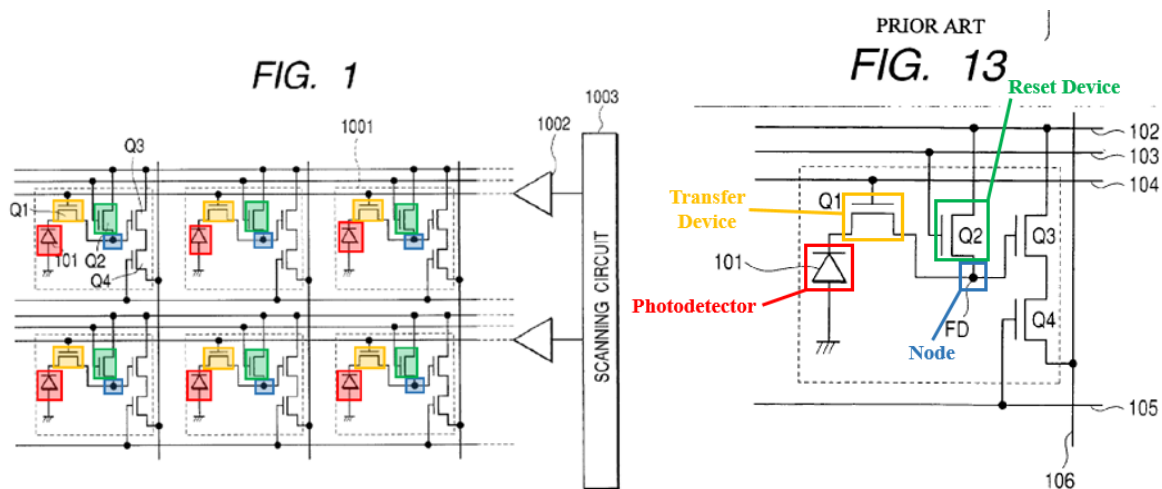 FIG. 1
1003
1002
1001
Q3
Q1
101
Q2
Q4
SCANNING CIRCUIT
PRIOR ART
FIG. 13
Reset Device
102
103
104
Transfer
Device
Q1
Q2
Q3
101
Photodetector
FD
Q4
Node
105
106